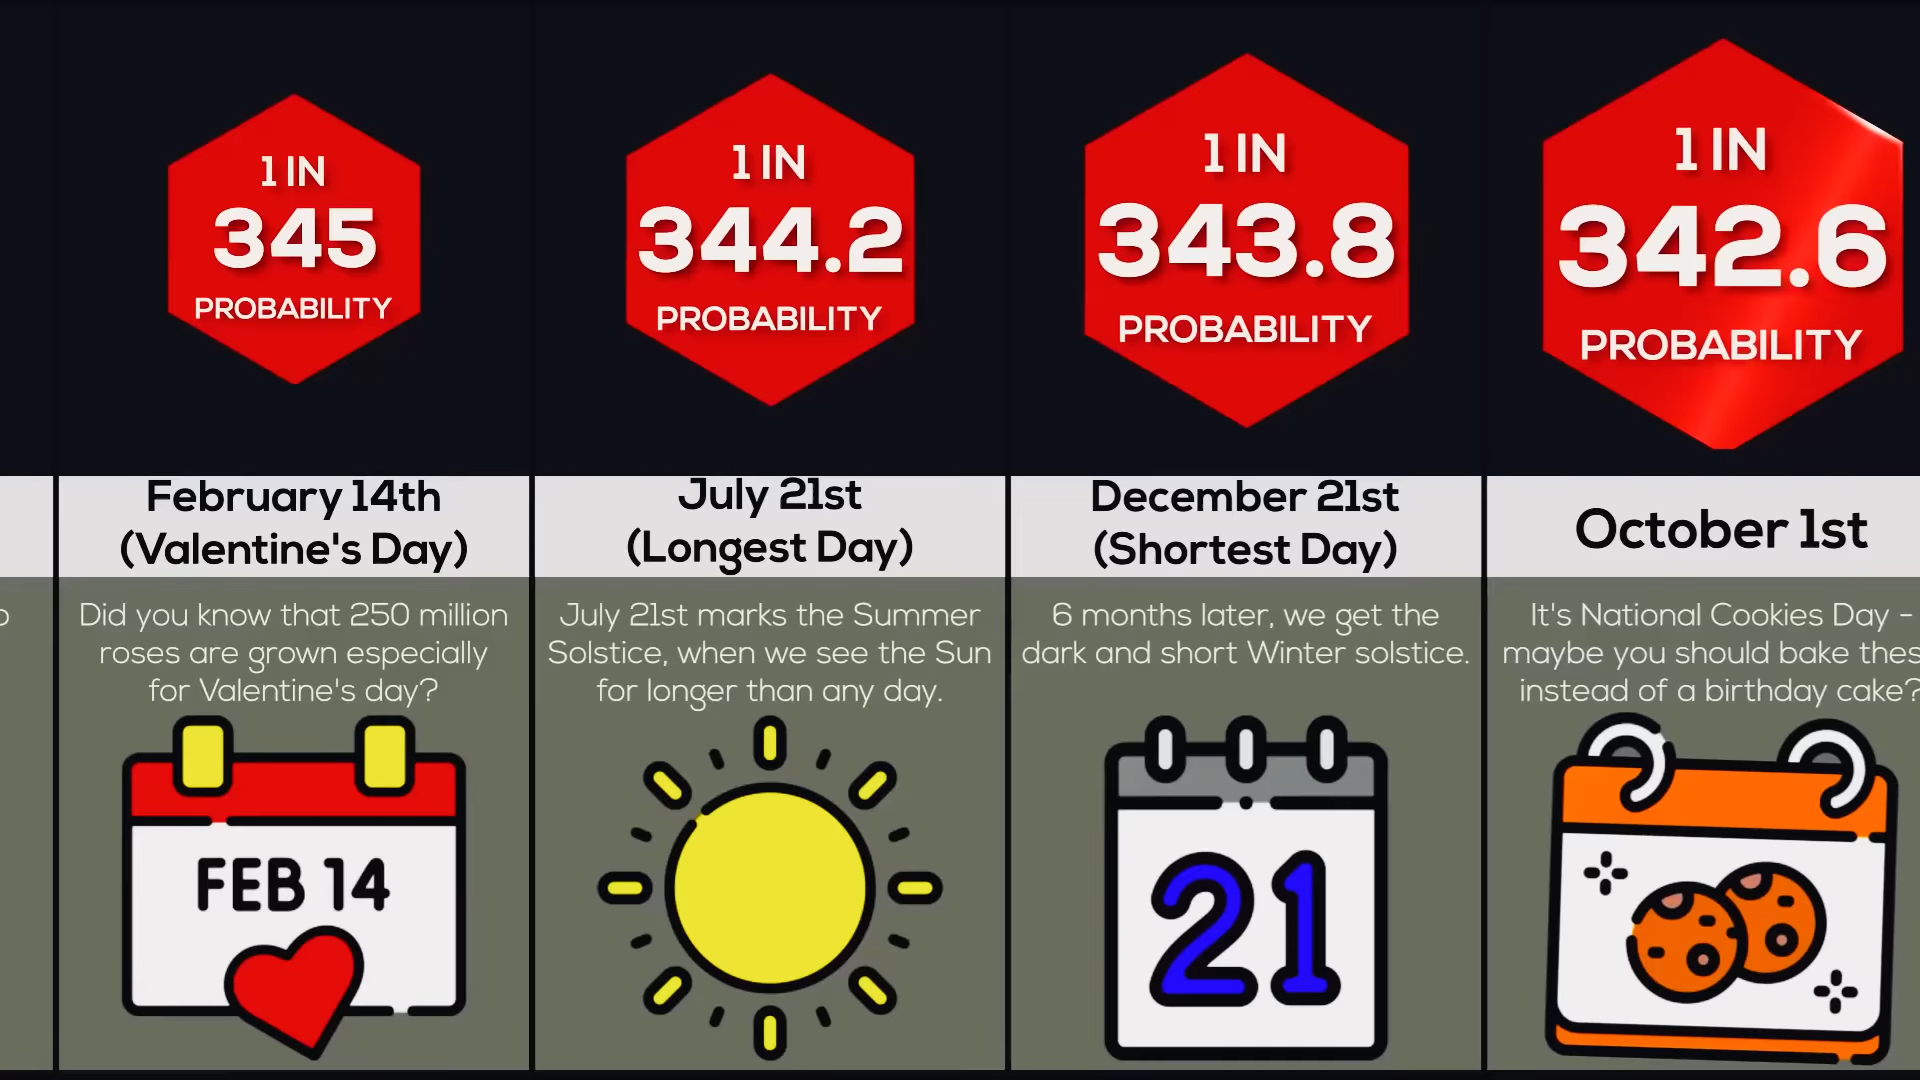 1 IN
345
PROBABILITY
February 14th
(Valentine's Day)
Did you know that 250 million
roses are grown especially
for Valentine's day?
FEB 14
1 IN
344.2
PROBABILITY
July 21st
(Longest Day)
July 21st marks the Summer
Solstice, when we see the Sun
for longer than any day.
1 IN
343.8
PROBABILITY
December 21st
(Shortest Day)
6 months later, we get the
dark and short Winter solstice.
21
1 IN
342.6
PROBABILITY
October 1st
It's National Cookies Day -
maybe you should bake thes
instead of a birthday cake?